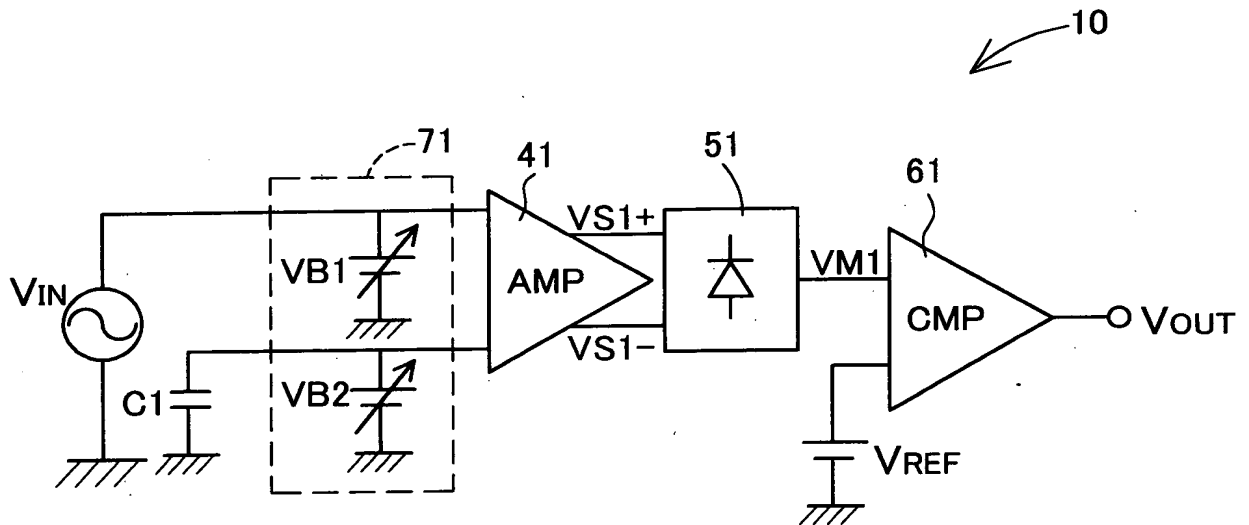 10
71
41
51
61
VS1+
VB1
AMP
VM1
VIN
CMP
VOUT
VS1-
C1
VB2
VREF